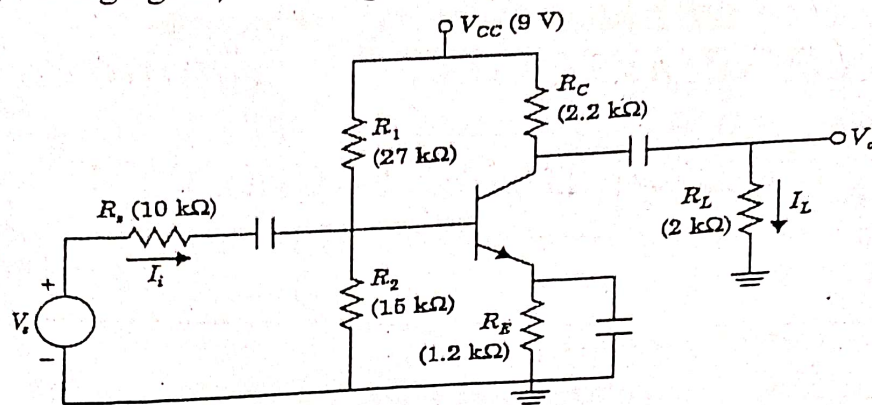 V_CC (9 V)
R_C
(2.2 kΩ)
R_1
(27 kΩ)
R_s (10 kΩ)
I_i
R_L
(2 kΩ)
I_L
R_2
(15 kΩ)
+
V_s
−
R_E
(1.2 kΩ)